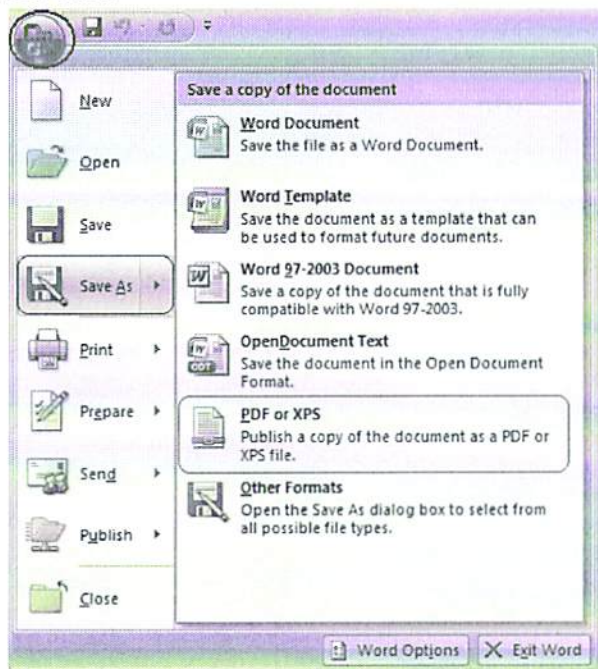 New
Open
Save
Save As
Print
Prepare
Send
Publish
Close
Save a copy of the document
Word Document
Save the file as a Word Document.
Word Template
Save the document as a template that can
be used to format future documents.
Word 97-2003 Document
Save a copy of the document that is fully
compatible with Word 97-2003.
OpenDocument Text
Save the document in the Open Document
Format.
PDF or XPS
Publish a copy of the document as a PDF or
XPS file.
Other Formats
Open the Save As dialog box to select from
all possible file types.
Word Options
Exit Word